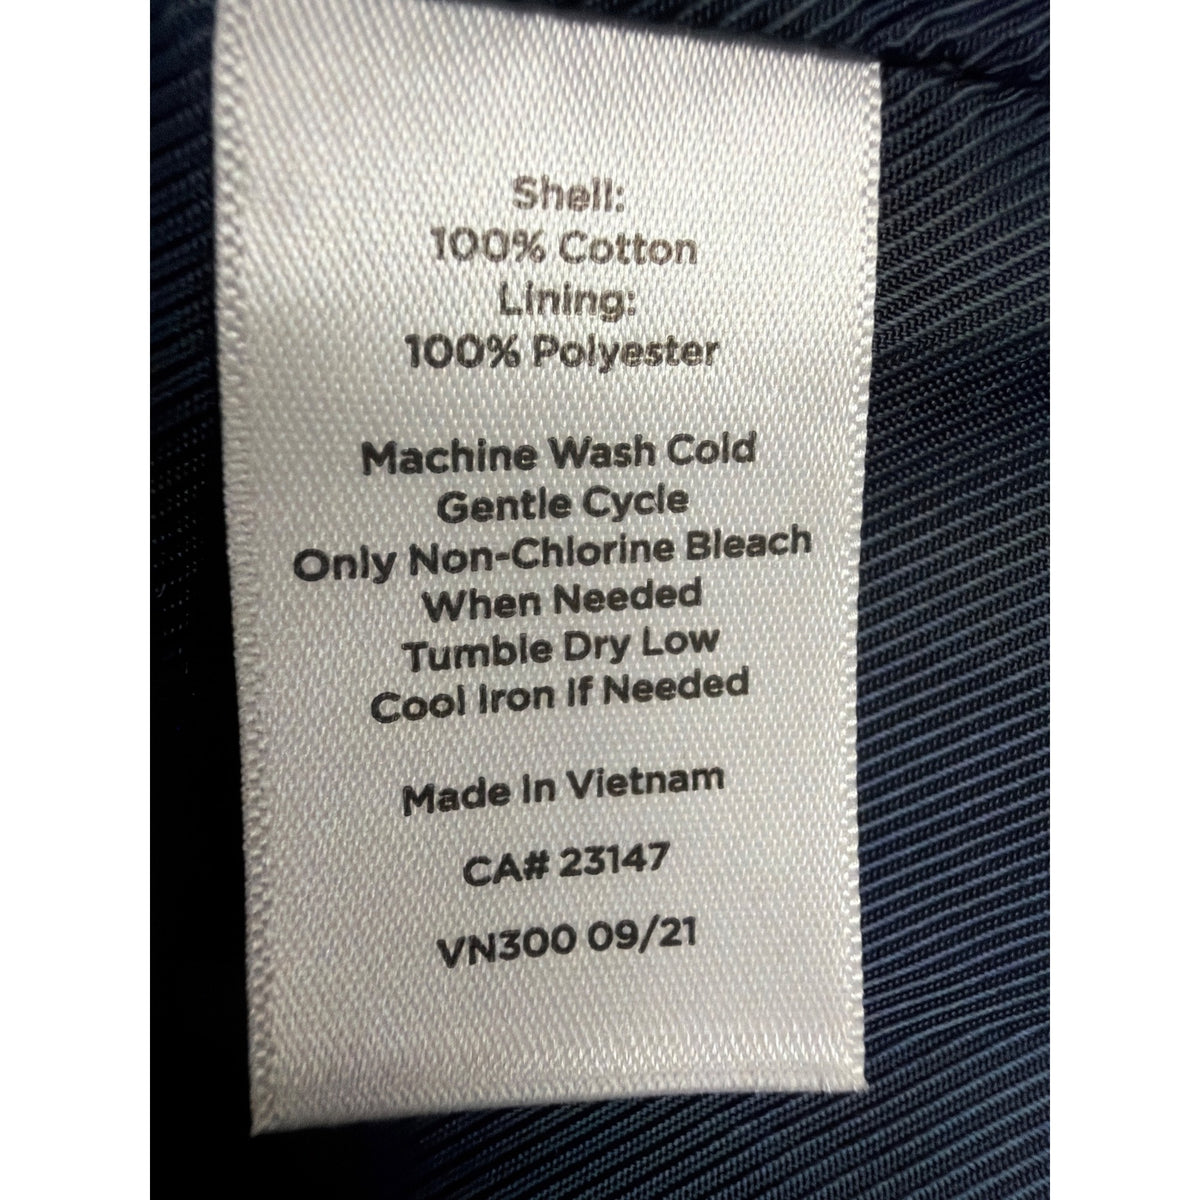 Shell:
100% Cotton
Lining:
100% Polyester
Machine Wash Cold
Gentle Cycle
Only Non-Chlorine Bleach
When Needed
Tumble Dry Low
Cool Iron If Needed
Made In Vietnam
CA# 23147
VN300 09/21